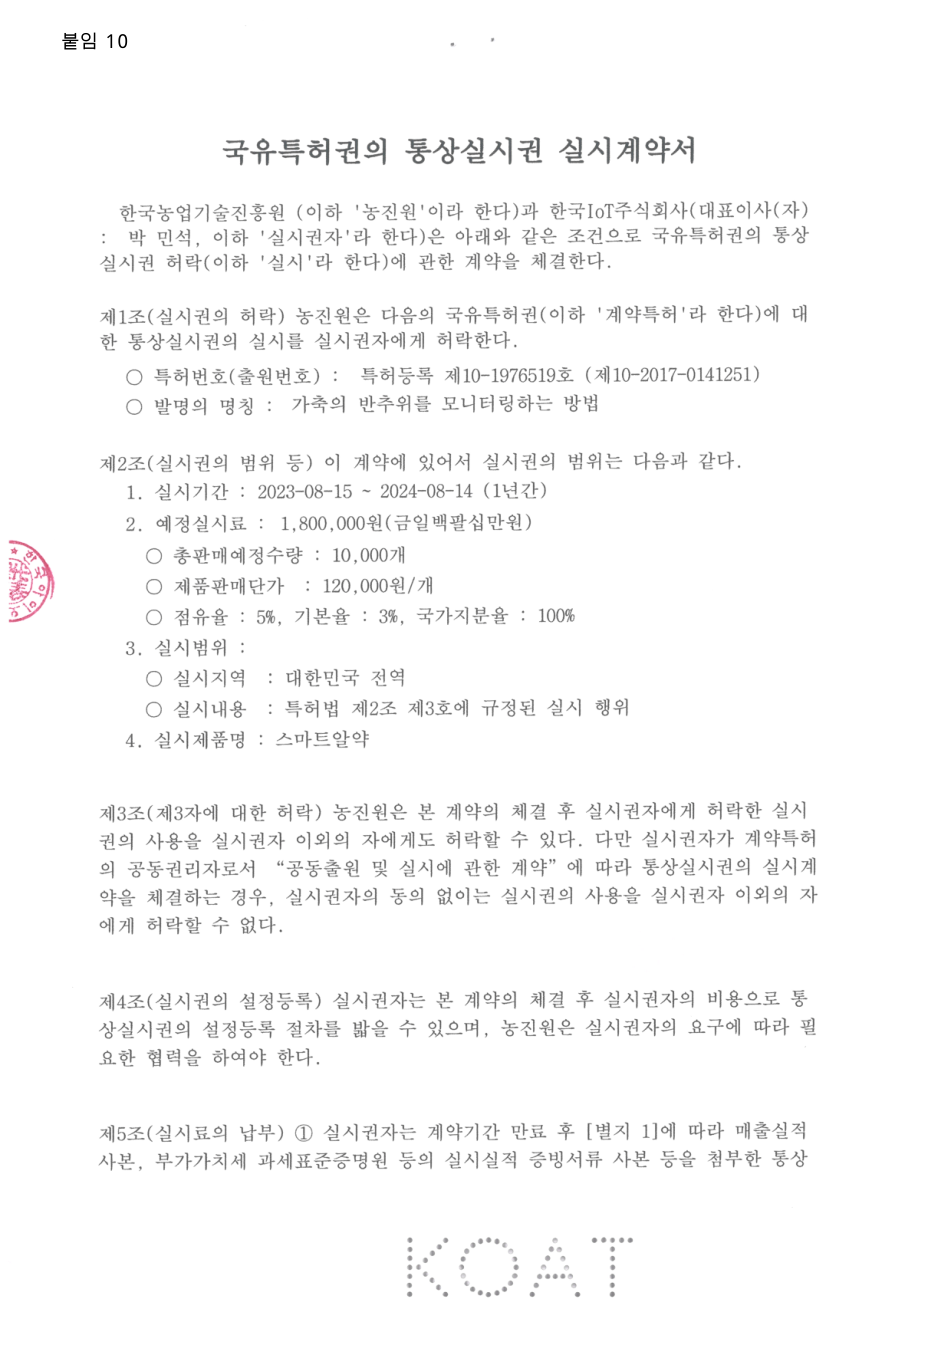 붙임 10
국유특허권의 통상실시권 실시계약서
한국농업기술진흥원 (이하 '농진원'이라 한다)과 한국IoT주식회사(대표이사(자)
: 박 민석, 이하 '실시권자'라 한다)은 아래와 같은 조건으로 국유특허권의 통상
실시권 허락(이하 '실시'라 한다)에 관한 계약을 체결한다.
제1조(실시권의 허락) 농진원은 다음의 국유특허권(이하 '계약특허'라 한다)에 대
한 통상실시권의 실시를 실시권자에게 허락한다.
○ 특허번호(출원번호) : 특허등록 제10-1976519호 (제10-2017-0141251)
○ 발명의 명칭 : 가축의 반추위를 모니터링하는 방법
제2조(실시권의 범위 등) 이 계약에 있어서 실시권의 범위는 다음과 같다.
1. 실시기간 : 2023-08-15 ~ 2024-08-14 (1년간)
2. 예정실시료 : 1,800,000원(금일백팔십만원)
○ 총판매예정수량 : 10,000개
○ 제품판매단가 : 120,000원/개
○ 점유율 : 5%, 기본율 : 3%, 국가지분율 : 100%
3. 실시범위 :
○ 실시지역 : 대한민국 전역
○ 실시내용 : 특허법 제2조 제3호에 규정된 실시 행위
4. 실시제품명 : 스마트알약
제3조(제3자에 대한 허락) 농진원은 본 계약의 체결 후 실시권자에게 허락한 실시
권의 사용을 실시권자 이외의 자에게도 허락할 수 있다. 다만 실시권자가 계약특허
의 공동권리자로서 “공동출원 및 실시에 관한 계약”에 따라 통상실시권의 실시계
약을 체결하는 경우, 실시권자의 동의 없이는 실시권의 사용을 실시권자 이외의 자
에게 허락할 수 없다.
제4조(실시권의 설정등록) 실시권자는 본 계약의 체결 후 실시권자의 비용으로 통
상실시권의 설정등록 절차를 밟을 수 있으며, 농진원은 실시권자의 요구에 따라 필
요한 협력을 하여야 한다.
제5조(실시료의 납부) ① 실시권자는 계약기간 만료 후 [별지 1]에 따라 매출실적
사본, 부가가치세 과세표준증명원 등의 실시실적 증빙서류 사본 등을 첨부한 통상
KOAT